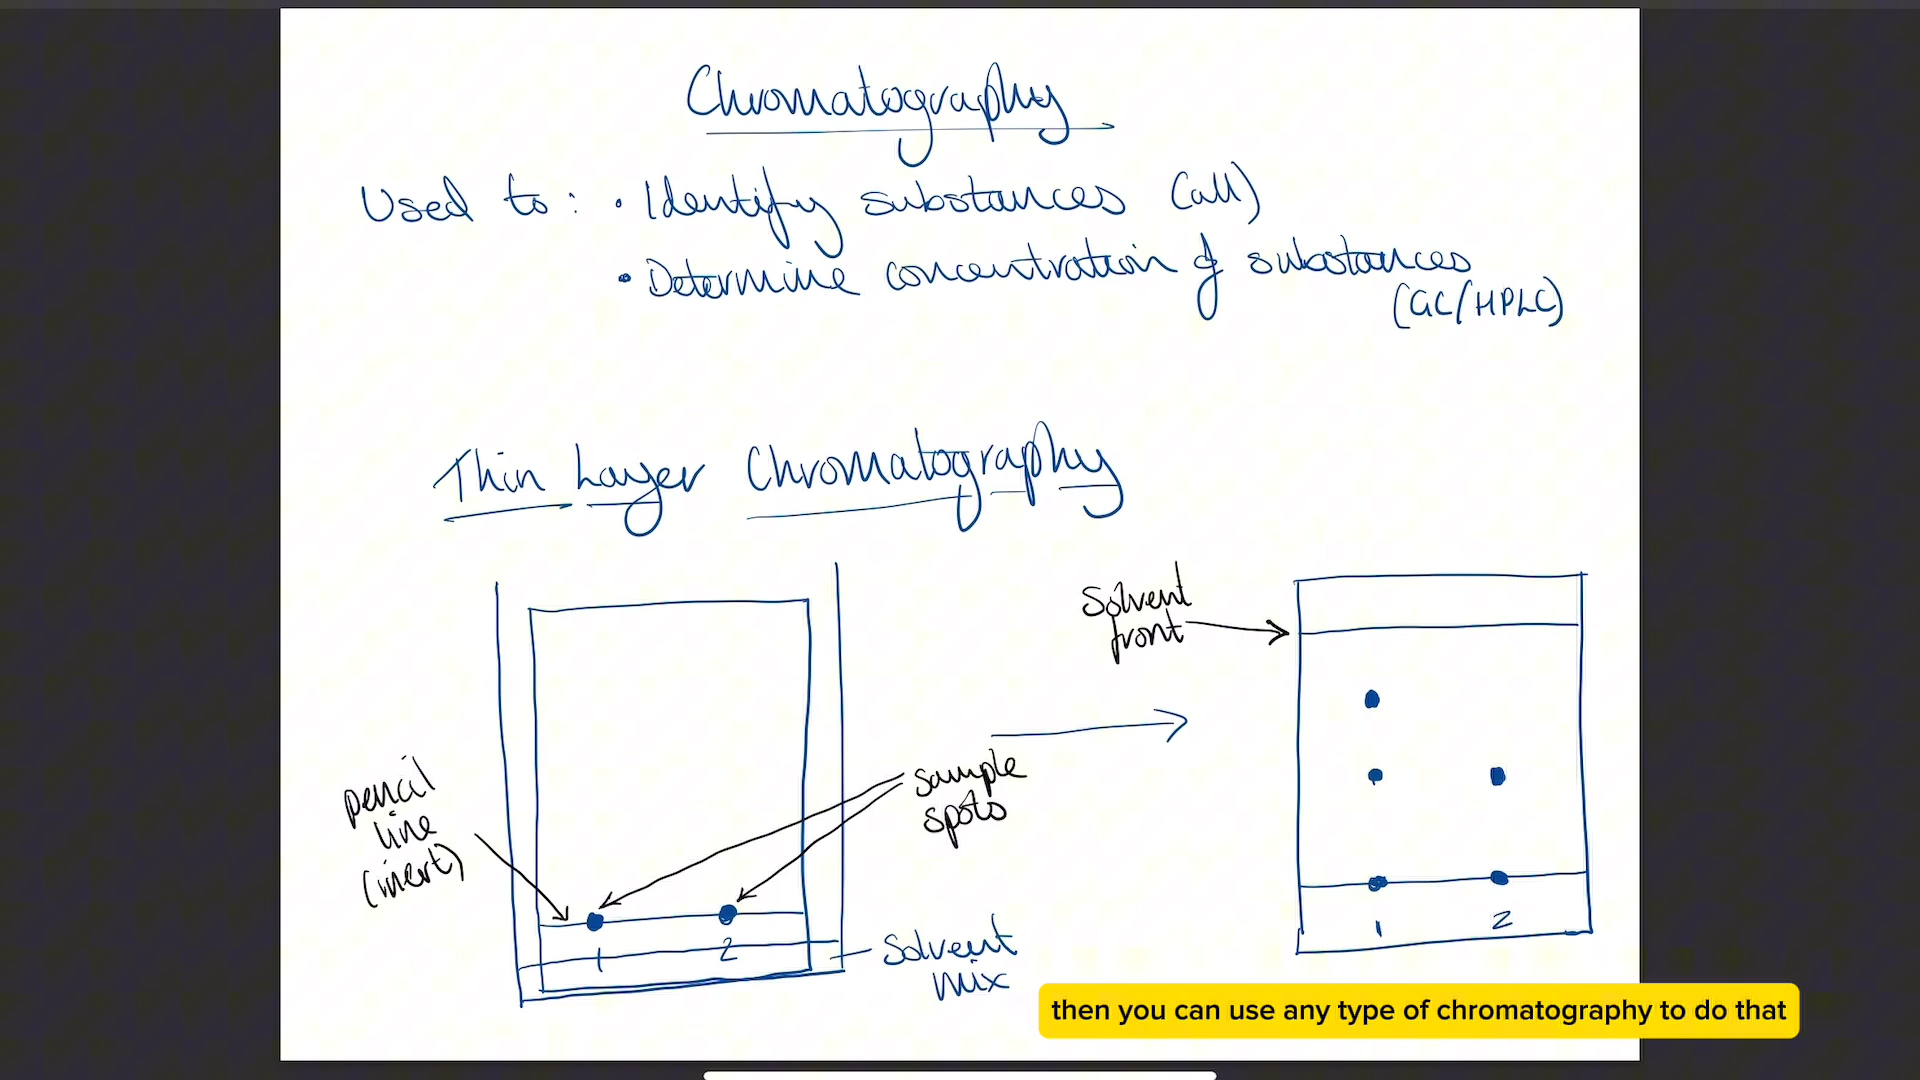 Chromatography
Used to: • Identify substances (all)
• Determine concentration of substances
(GC/HPLC)
Thin Layer Chromatography
Solvent
front
pencil
line
(inert)
sample
spots
1
2
Solvent
mix
1
2
then you can use any type of chromatography to do that